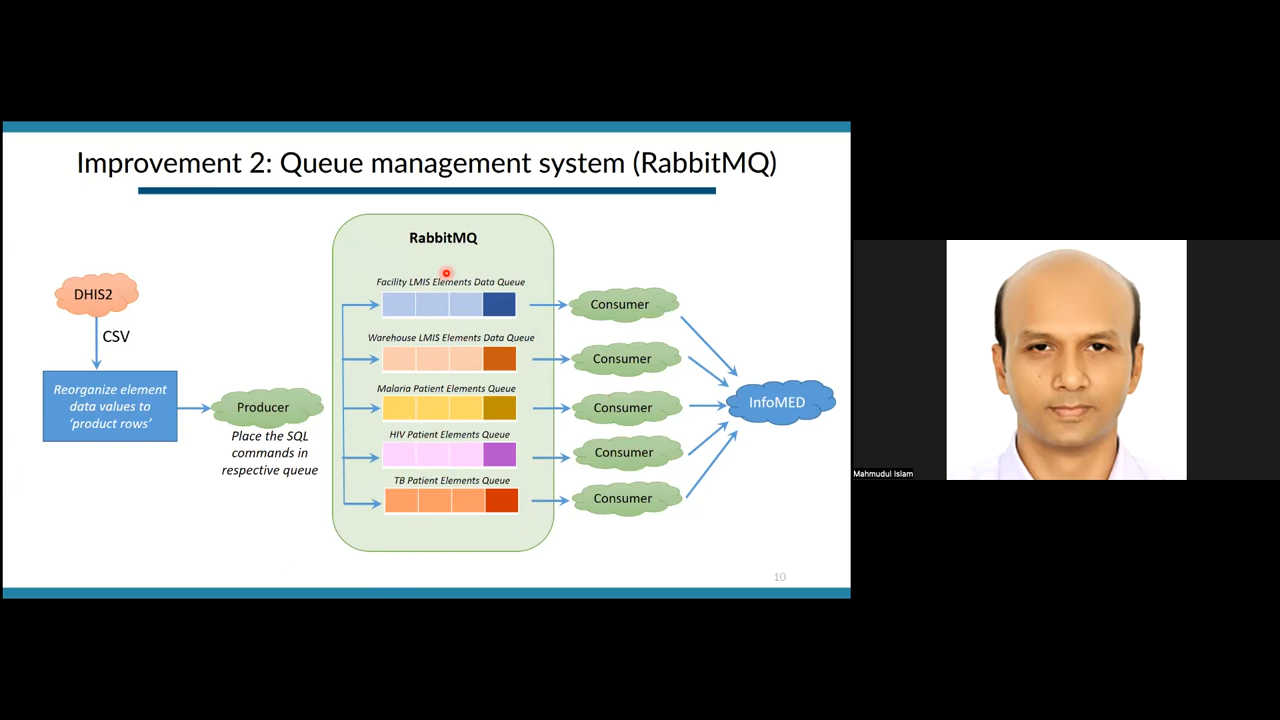 Improvement 2: Queue management system (RabbitMQ)
RabbitMQ
DHIS2
CSV
Reorganize element
data values to
‘product rows’
Producer
Place the SQL
commands in
respective queue
Facility LMIS Elements Data Queue
Consumer
Warehouse LMIS Elements Data Queue
Consumer
Malaria Patient Elements Queue
Consumer
HIV Patient Elements Queue
Consumer
TB Patient Elements Queue
Consumer
InfoMED
10
Mahmudul Islam